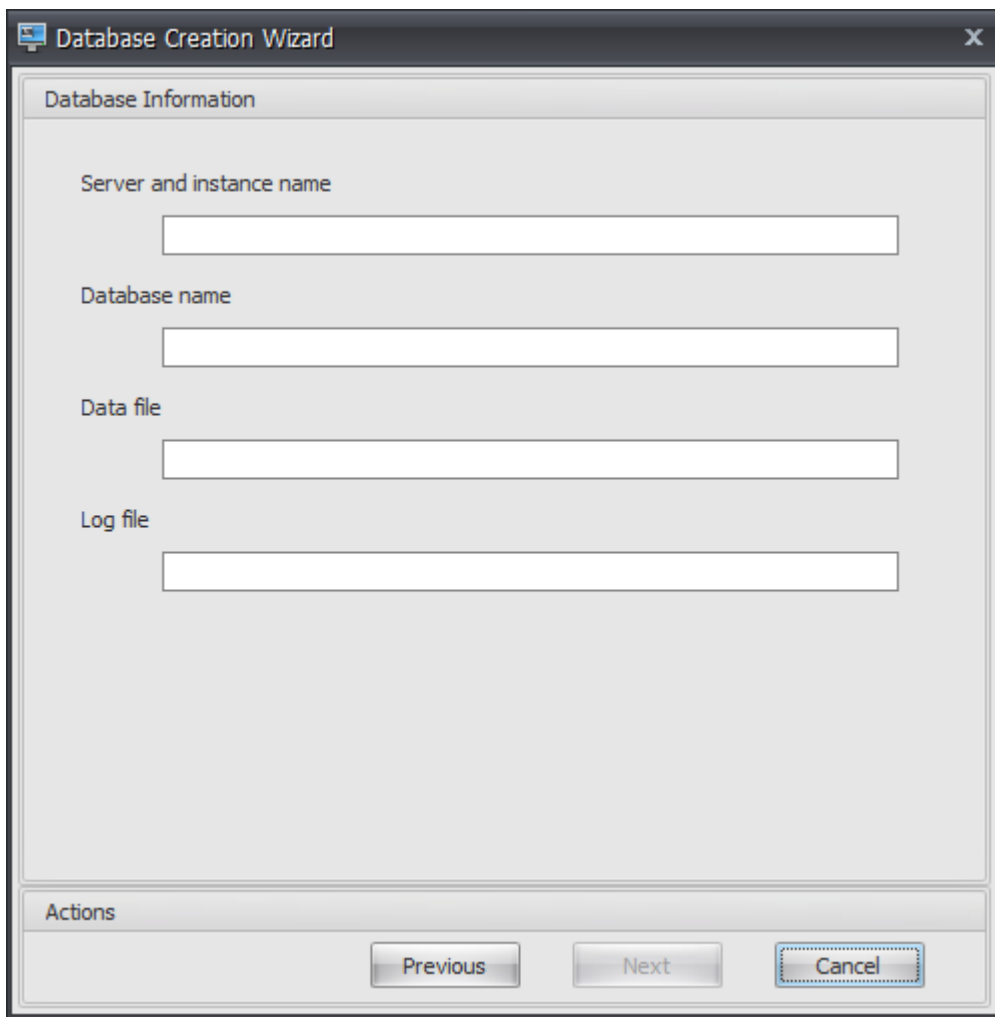 Database Creation Wizard
Database Information
Server and instance name
Database name
Data file
Log file
Actions
Previous Next Cancel